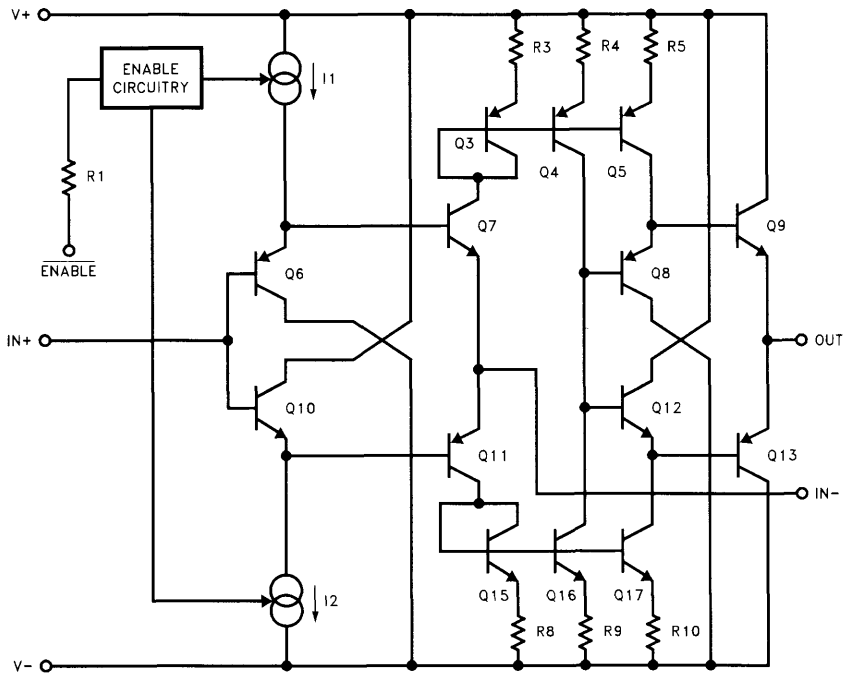 V+
ENABLE
CIRCUITRY
I1
R3
R4
R5
R1
Q3
Q4
Q5
Q7
Q9
ENABLE
Q6
Q8
IN+
OUT
Q10
Q12
Q11
Q13
IN-
I2
Q15
Q16
Q17
R8
R9
R10
V-